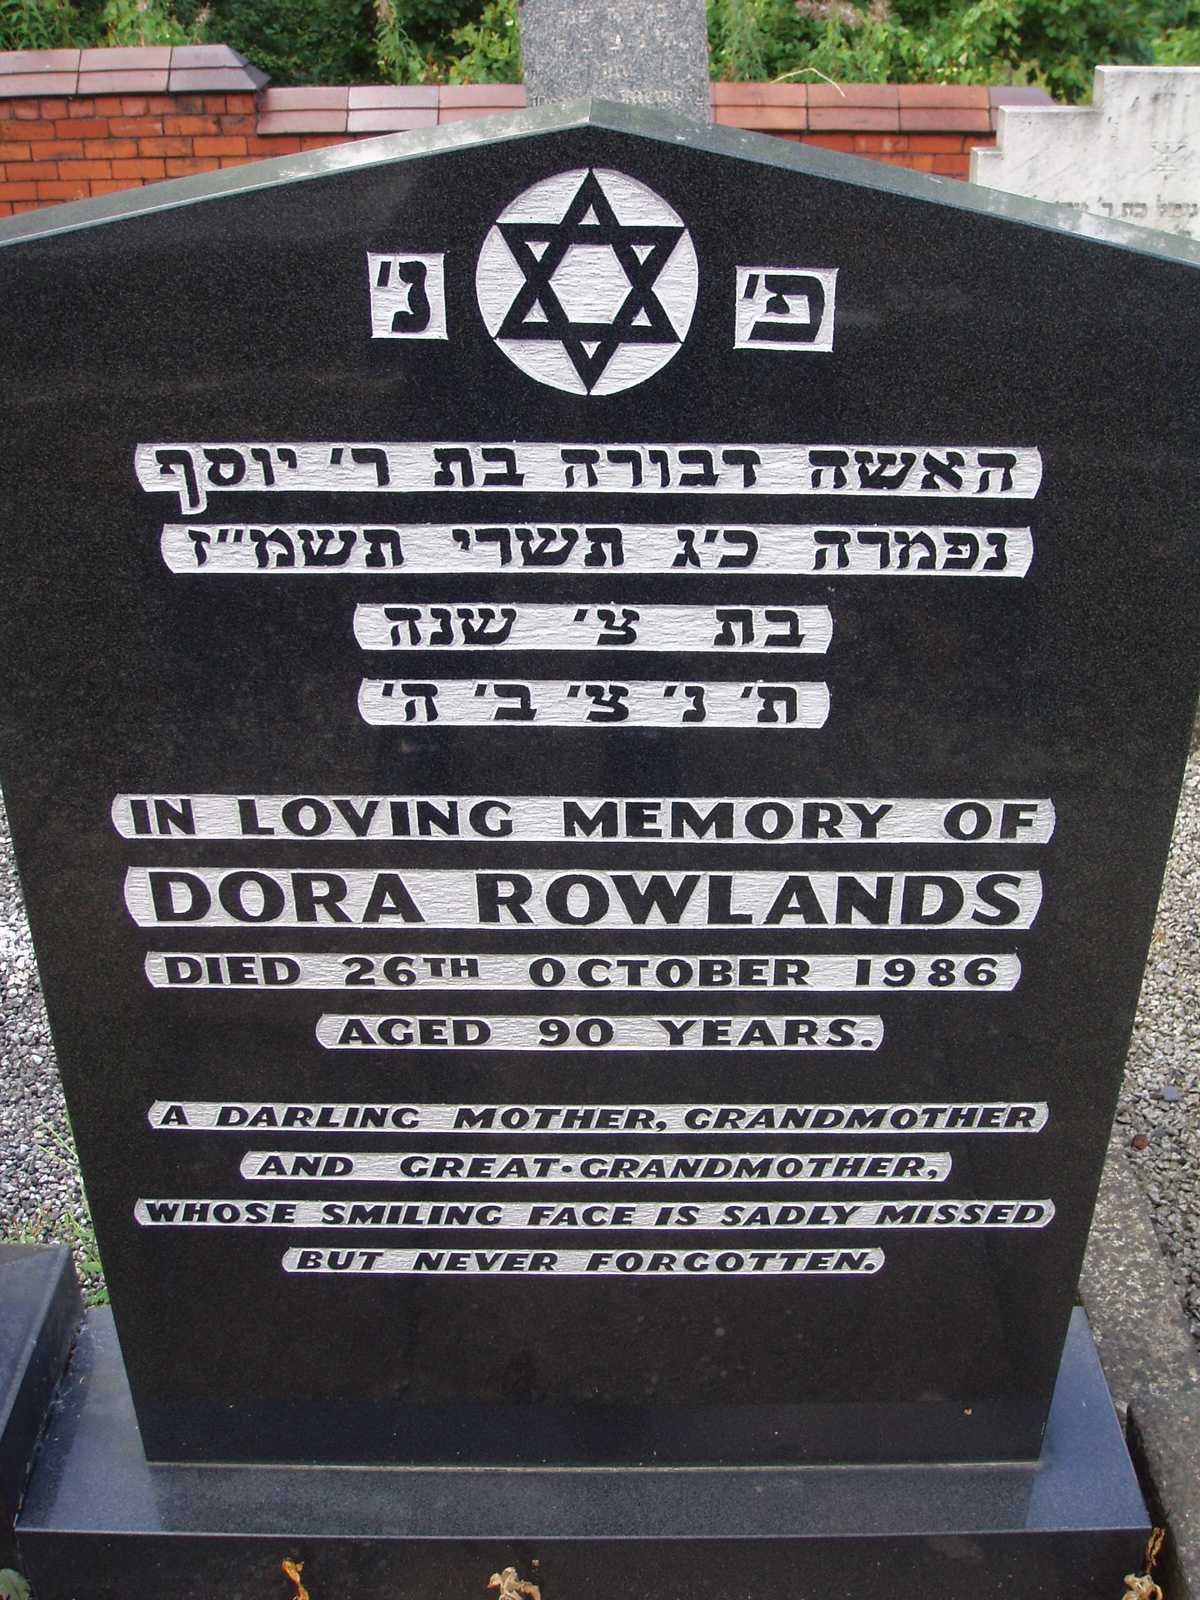 פ׳ נ׳
האשה דבורה בת ר׳ יוסף
נפמרה כ״ג תשרי תשמ״ז
בת צ׳ שנה
ת׳ נ׳ צ׳ ב׳ ה׳
IN LOVING MEMORY OF
DORA ROWLANDS
DIED 26TH OCTOBER 1986
AGED 90 YEARS.
A DARLING MOTHER, GRANDMOTHER
AND GREAT-GRANDMOTHER,
WHOSE SMILING FACE IS SADLY MISSED
BUT NEVER FORGOTTEN.